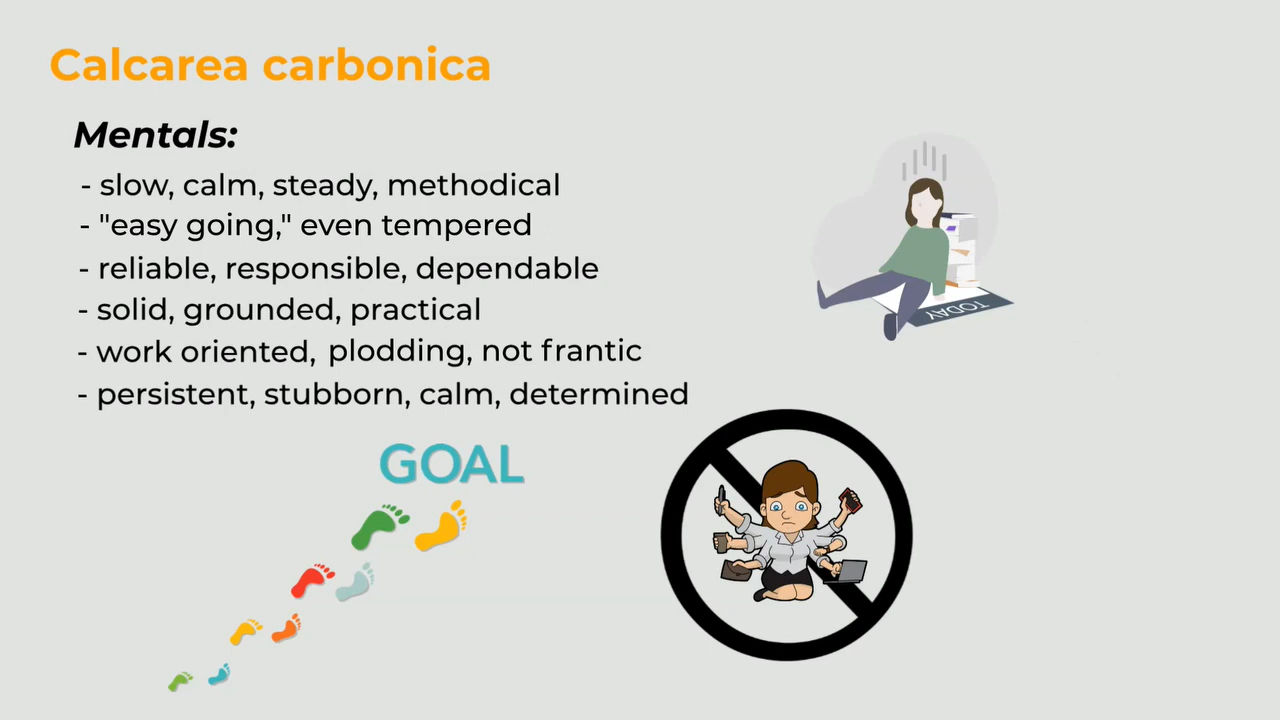 Calcarea carbonica
Mentals:
- slow, calm, steady, methodical
- "easy going," even tempered
- reliable, responsible, dependable
- solid, grounded, practical
- work oriented, plodding, not frantic
- persistent, stubborn, calm, determined
TODAY
GOAL